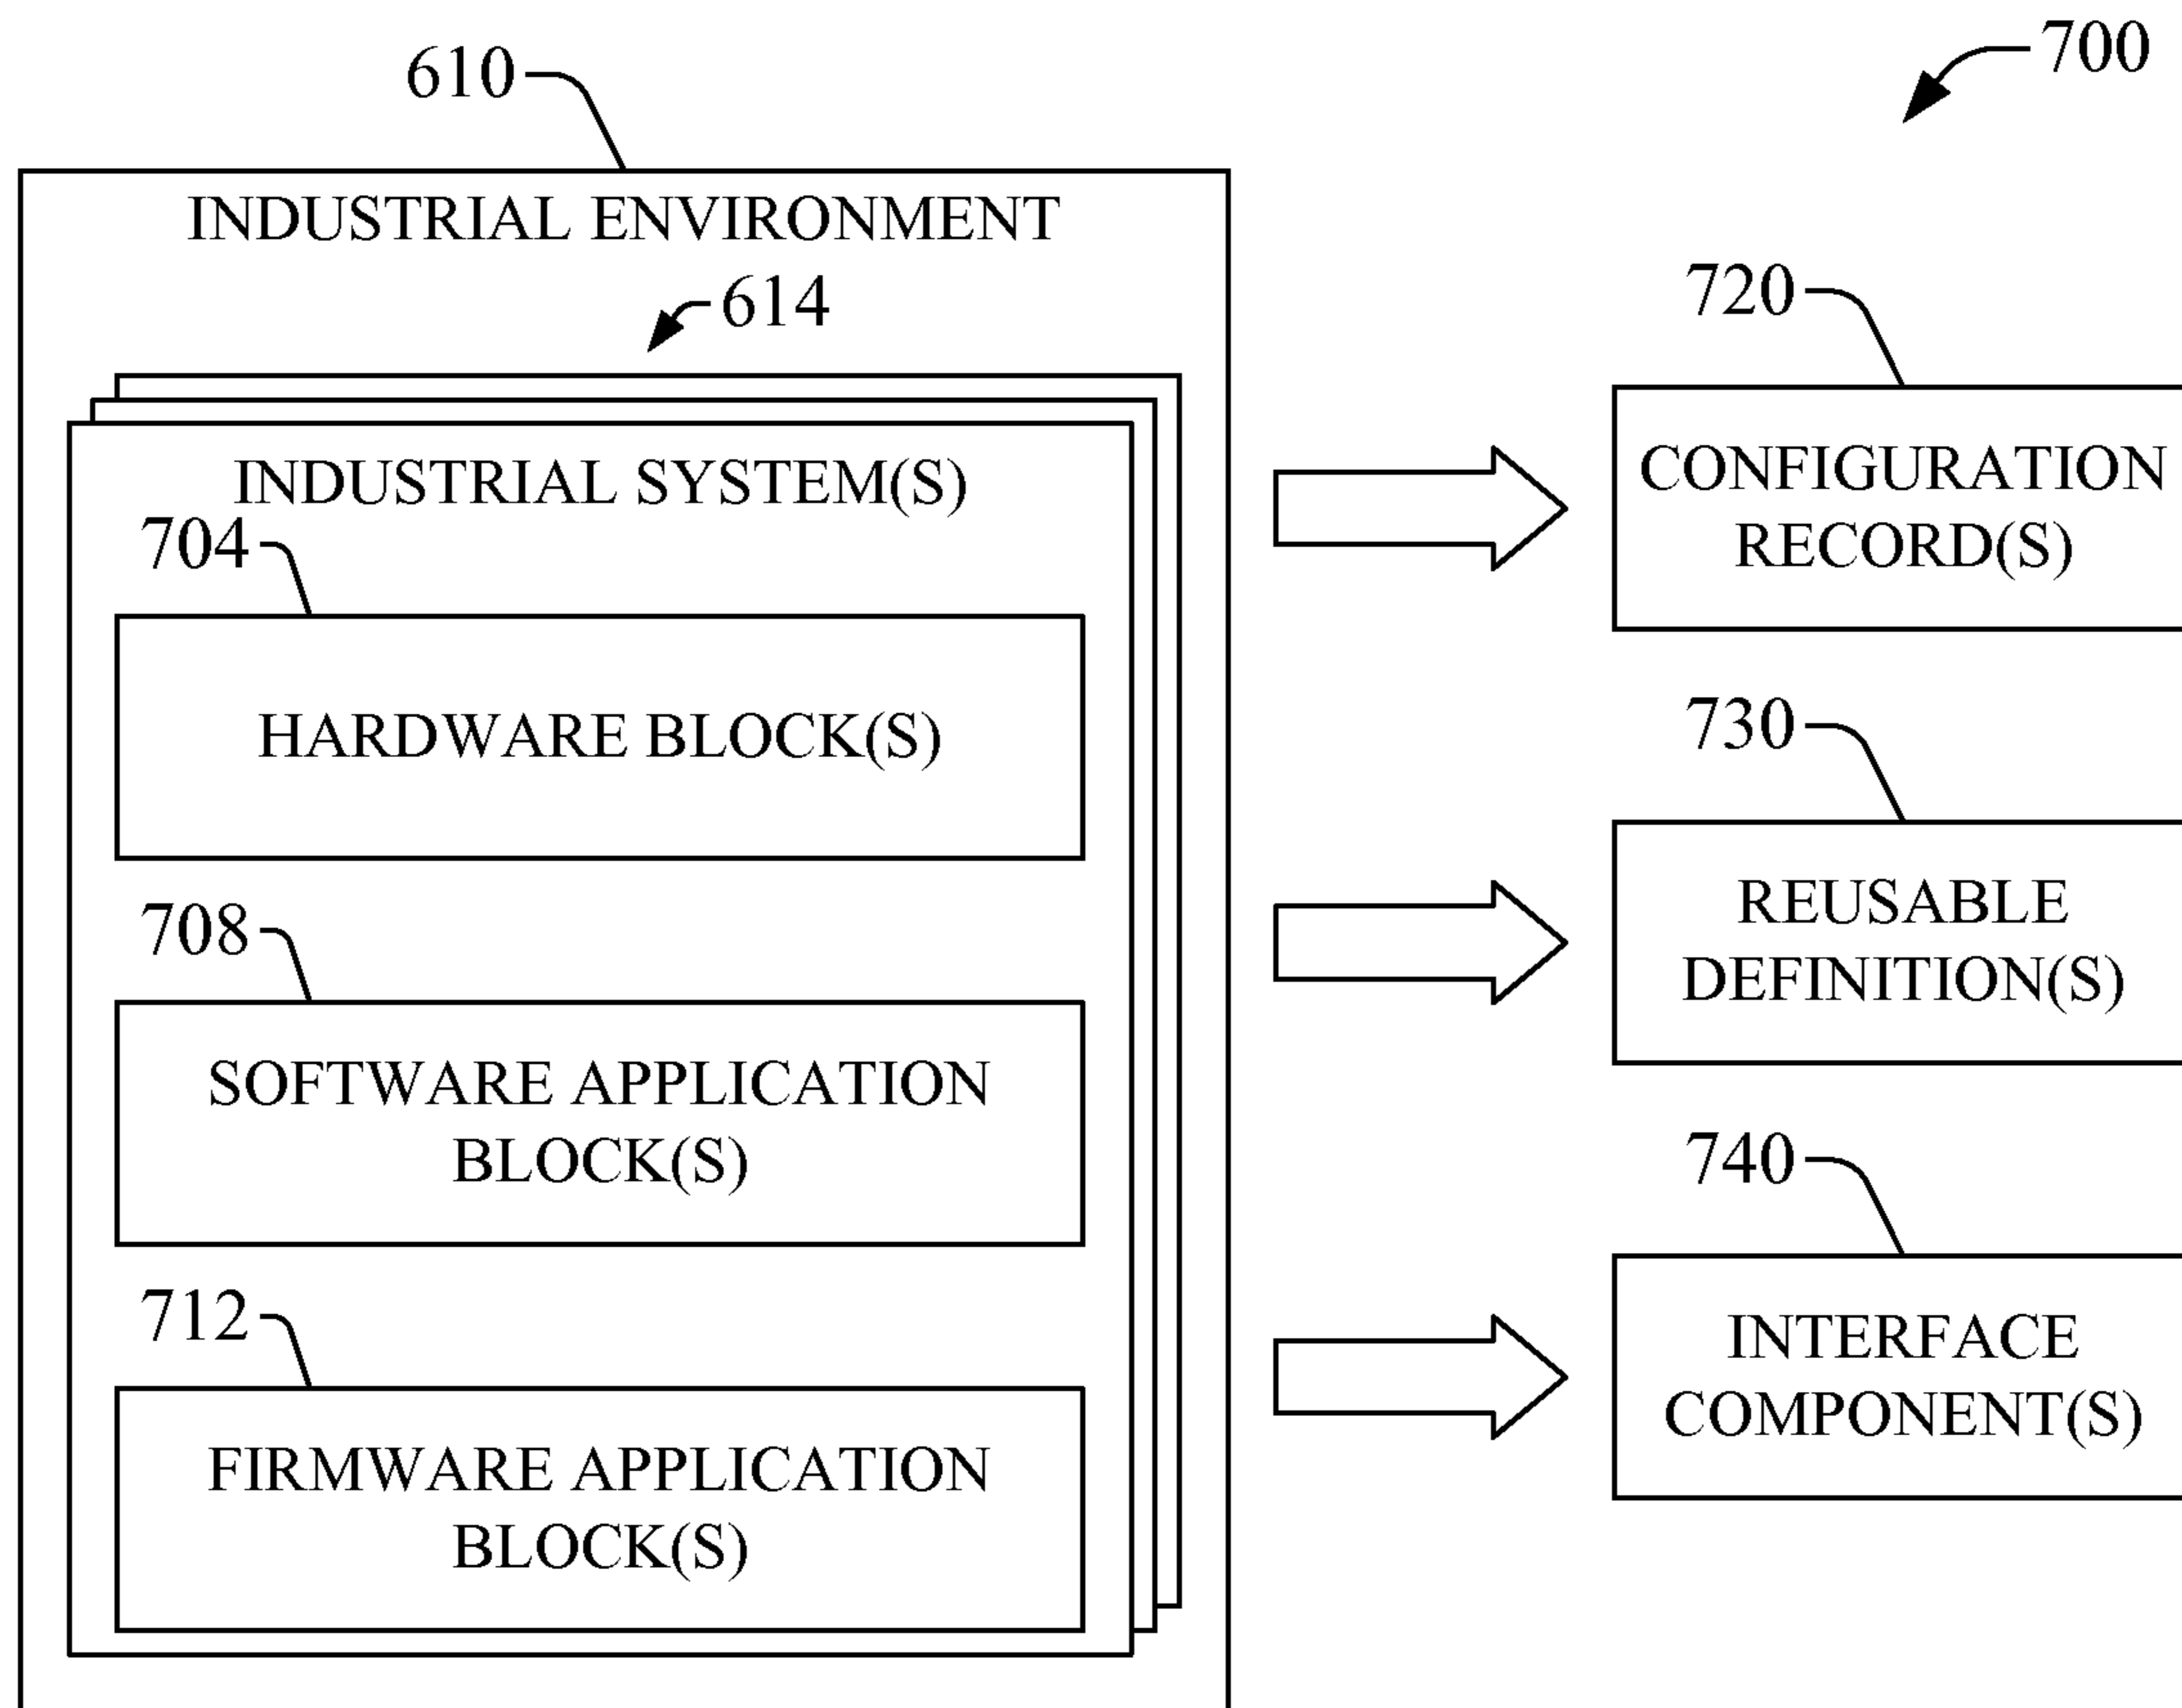 610
700
INDUSTRIAL ENVIRONMENT
614
INDUSTRIAL SYSTEM(S)
704
HARDWARE BLOCK(S)
708
SOFTWARE APPLICATION
BLOCK(S)
712
FIRMWARE APPLICATION
BLOCK(S)
720
CONFIGURATION
RECORD(S)
730
REUSABLE
DEFINITION(S)
740
INTERFACE
COMPONENT(S)